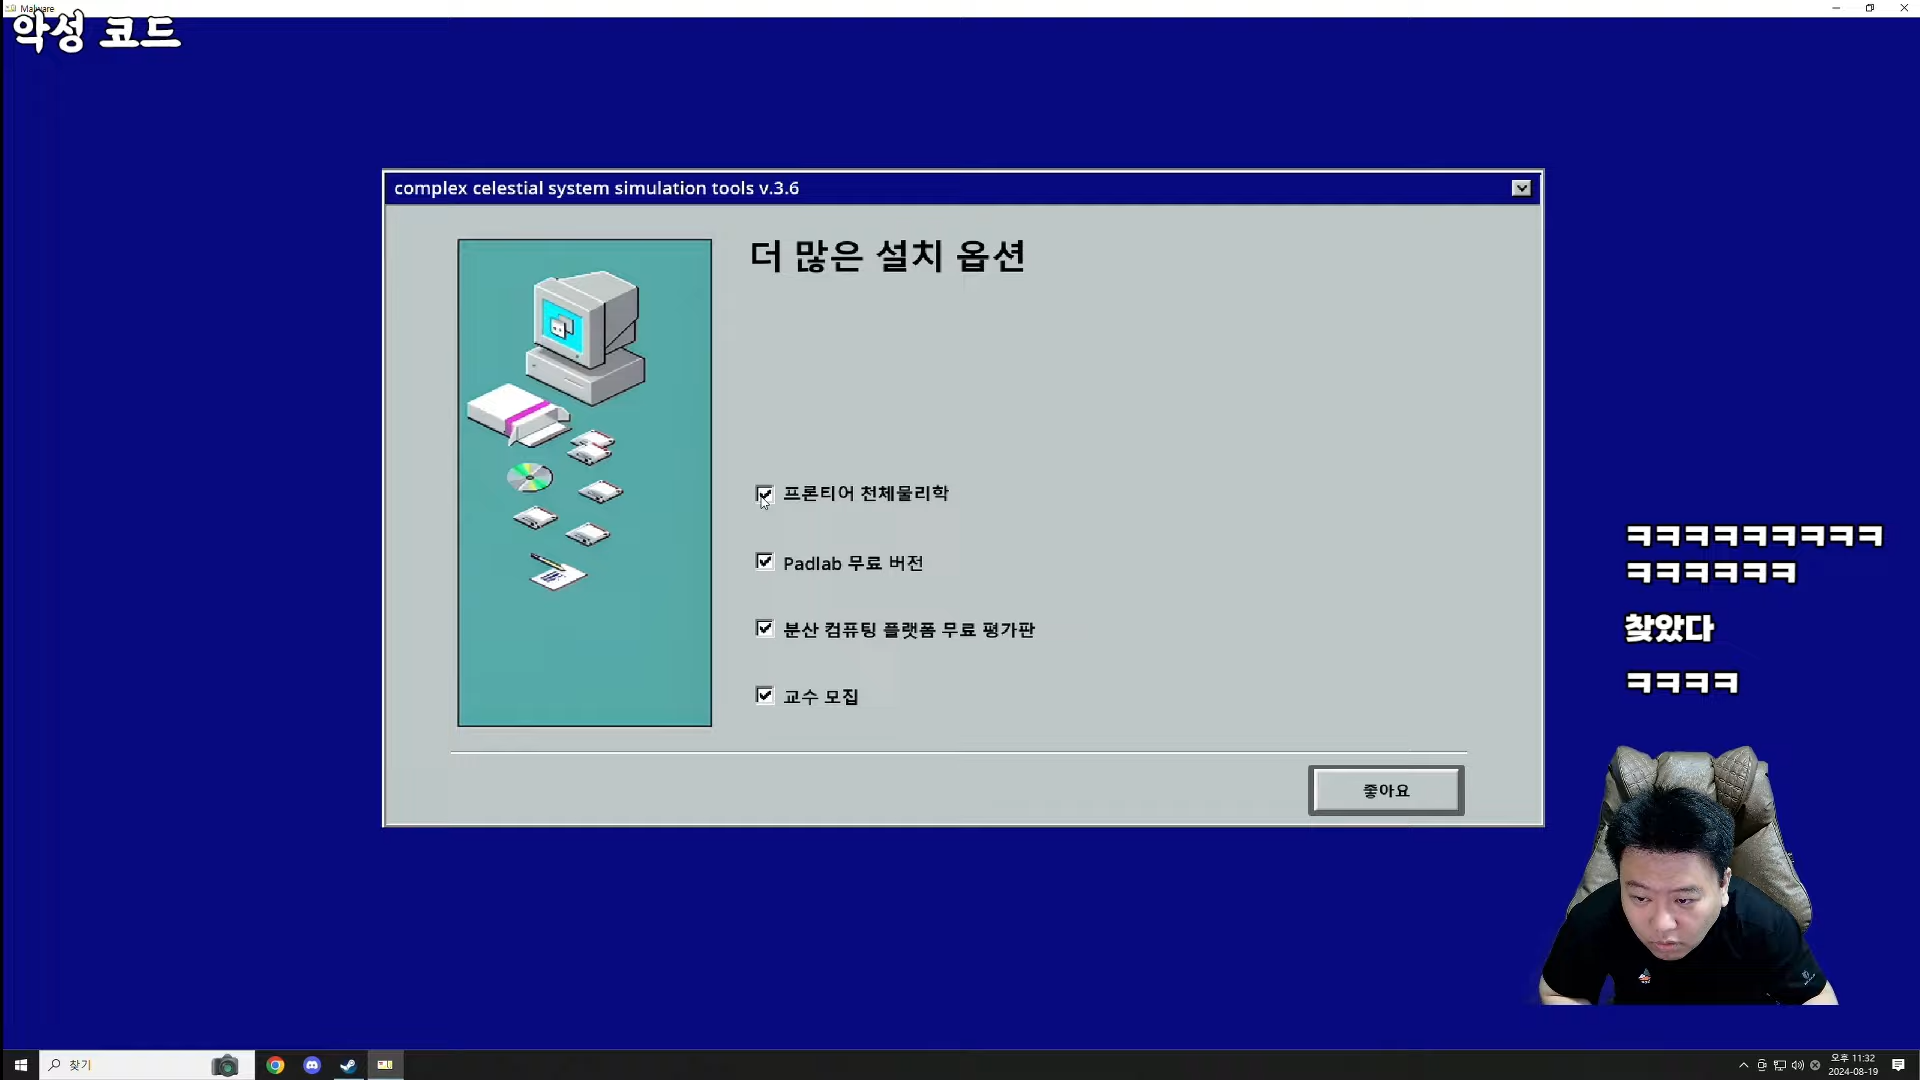 Malware
악성 코드
complex celestial system simulation tools v.3.6
더 많은 설치 옵션
프론티어 천체물리학
Padlab 무료 버전
분산 컴퓨팅 플랫폼 무료 평가판
교수 모집
좋아요
ㅋㅋㅋㅋㅋㅋㅋㅋㅋ
ㅋㅋㅋㅋㅋㅋ
찾았다
ㅋㅋㅋㅋ
찾기
오후 11:32
2024-08-19